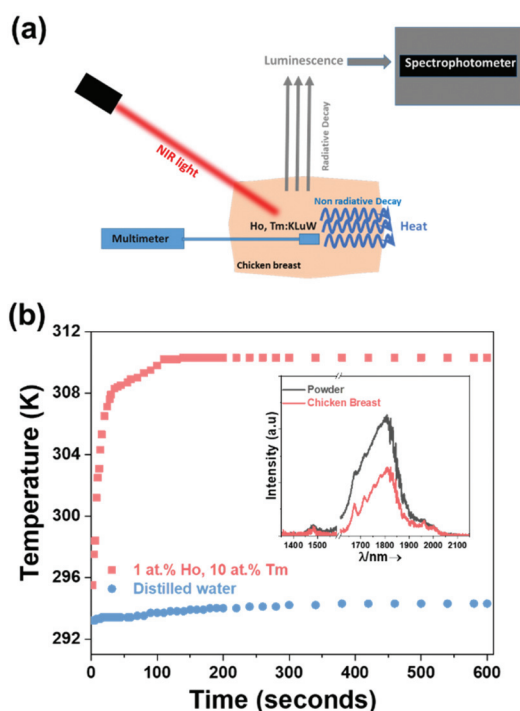 (a)
Luminescence
Spectrophotometer
NIR light
Radiative Decay
Non radiative Decay
Ho, Tm:KLuW
Heat
Multimeter
Chicken breast
(b)
312
308
304
300
296
292
Temperature (K)
Powder
Chicken Breast
Intensity (a.u)
1400 1500 1700 1800 1900 2000 2100
λ/nm→
1 at.% Ho, 10 at.% Tm
Distilled water
0 100 200 300 400 500 600
Time (seconds)